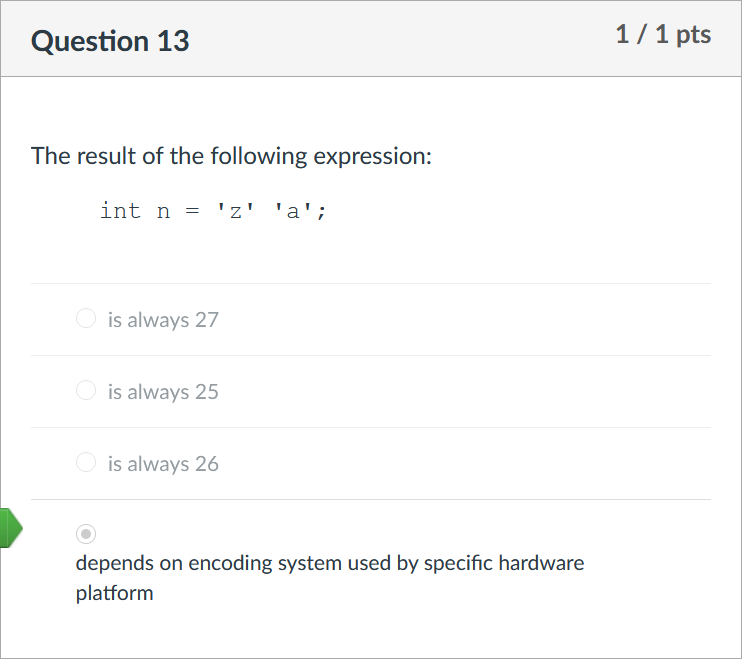 Question 13
1 / 1 pts
The result of the following expression:
int n = 'z' 'a';
is always 27
is always 25
is always 26
depends on encoding system used by specific hardware
platform